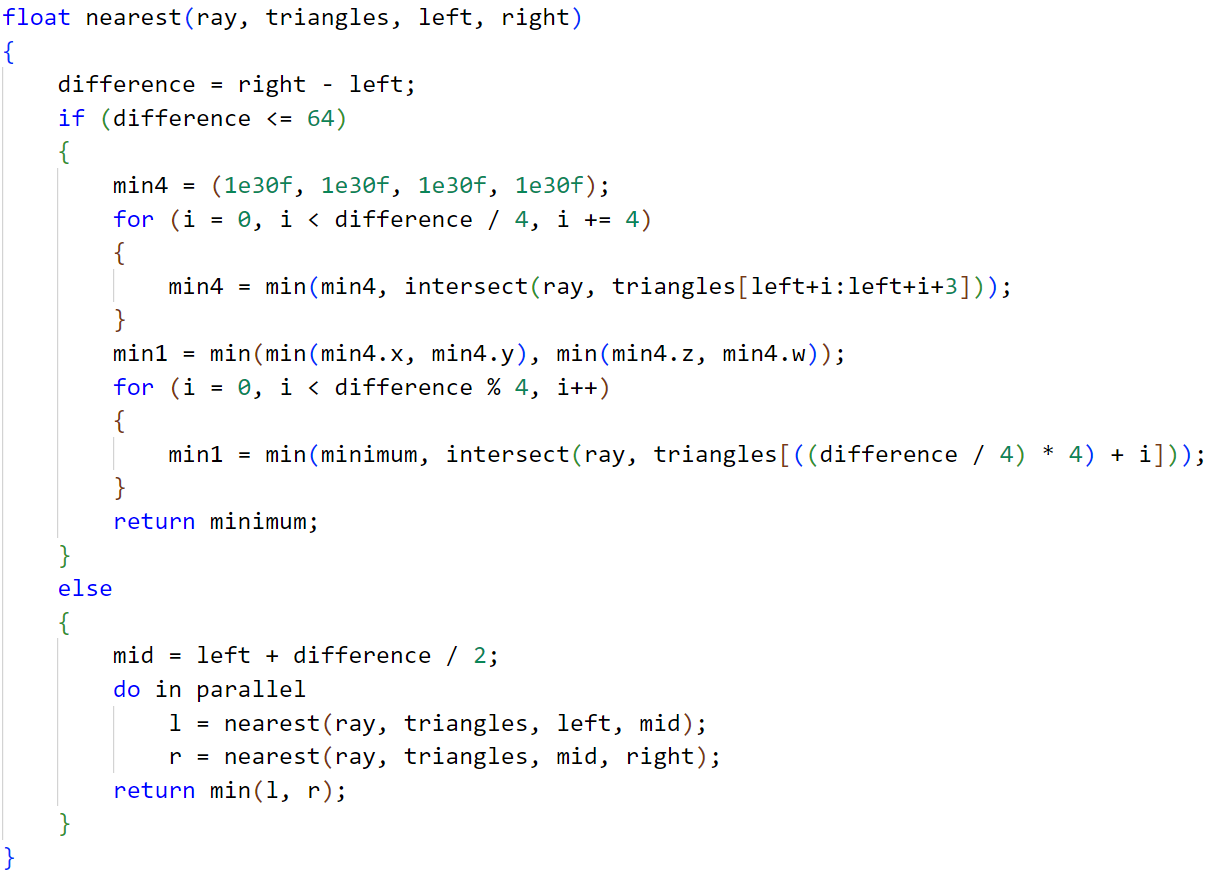 float nearest(ray, triangles, left, right)
{
    difference = right - left;
    if (difference <= 64)
    {
        min4 = (1e30f, 1e30f, 1e30f, 1e30f);
        for (i = 0, i < difference / 4, i += 4)
        {
            min4 = min(min4, intersect(ray, triangles[left+i:left+i+3]));
        }
        min1 = min(min(min4.x, min4.y), min(min4.z, min4.w));
        for (i = 0, i < difference % 4, i++)
        {
            min1 = min(minimum, intersect(ray, triangles[((difference / 4) * 4) + i]));
        }
        return minimum;
    }
    else
    {
        mid = left + difference / 2;
        do in parallel
            l = nearest(ray, triangles, left, mid);
            r = nearest(ray, triangles, mid, right);
        return min(l, r);
    }
}